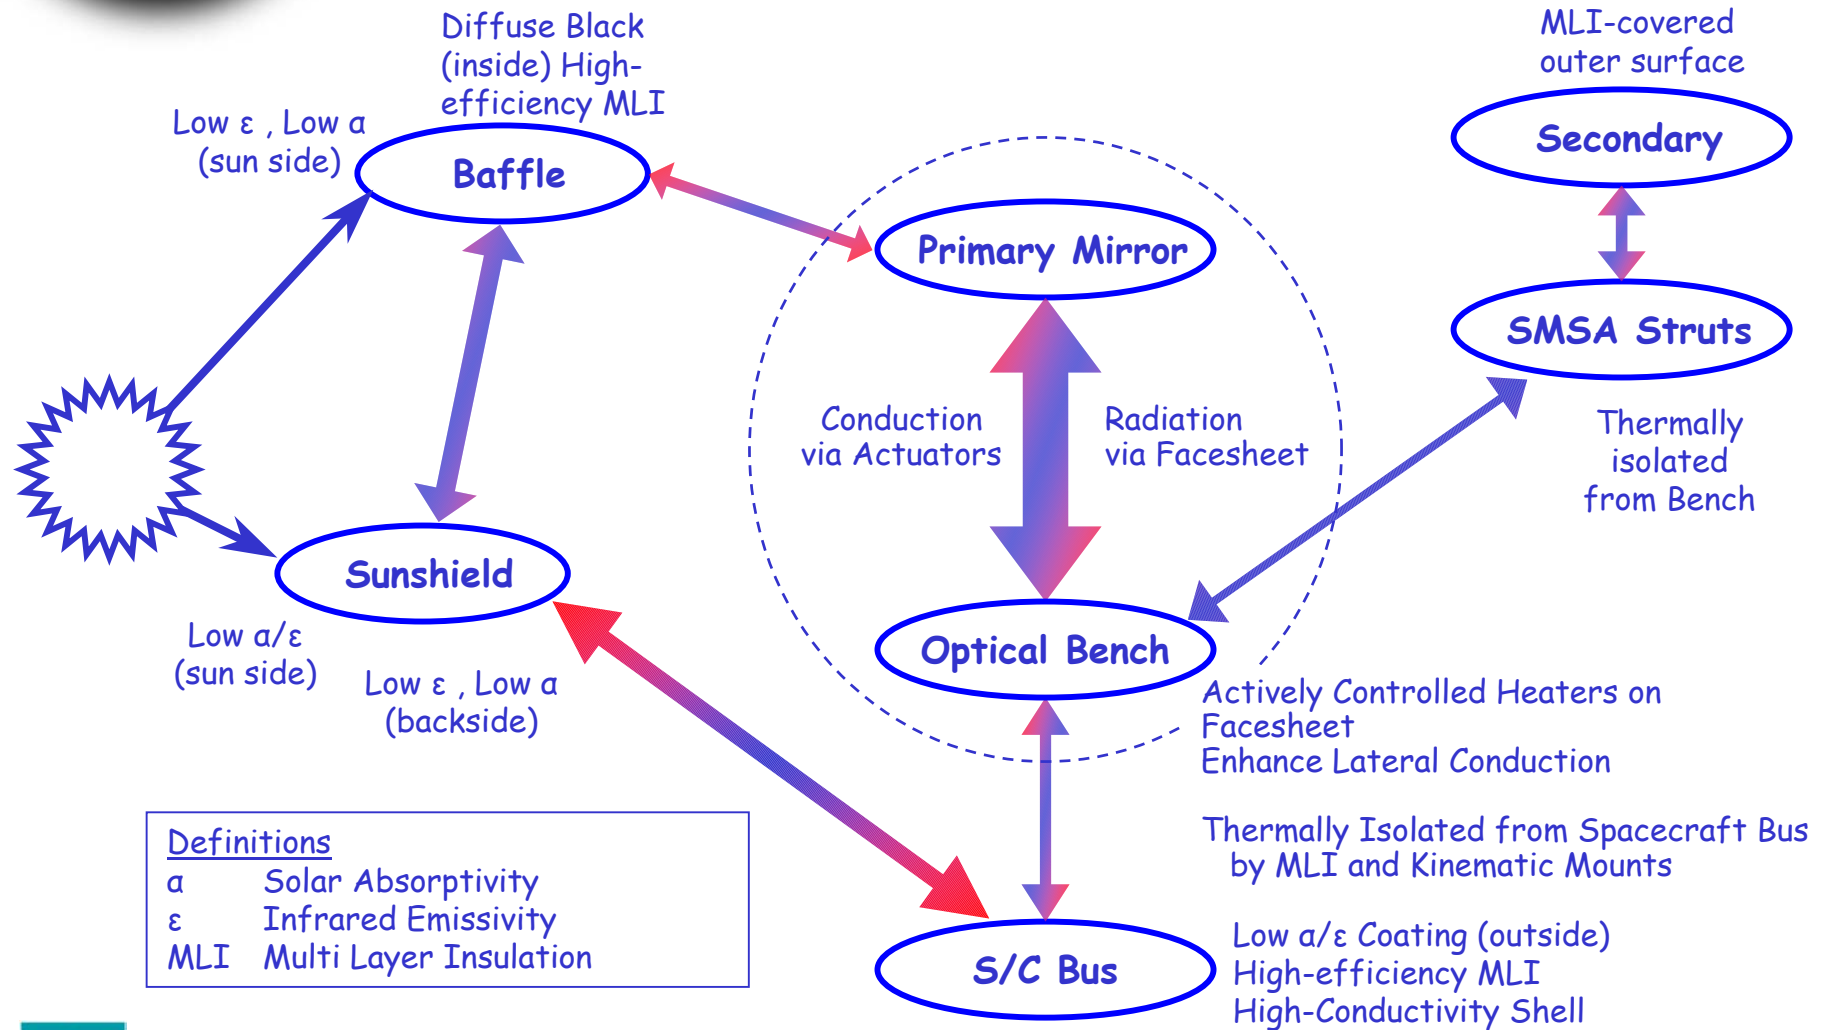 Diffuse Black
(inside) High-
efficiency MLI
MLI-covered
outer surface
Low ε , Low α
(sun side)
Baffle
Secondary
Primary Mirror
SMSA Struts
Conduction
via Actuators
Radiation
via Facesheet
Thermally
isolated
from Bench
Sunshield
Low α/ε
(sun side)
Low ε , Low α
(backside)
Optical Bench
Actively Controlled Heaters on
Facesheet
Enhance Lateral Conduction
Thermally Isolated from Spacecraft Bus
by MLI and Kinematic Mounts
Definitions
α Solar Absorptivity
ε Infrared Emissivity
MLI Multi Layer Insulation
S/C Bus
Low α/ε Coating (outside)
High-efficiency MLI
High-Conductivity Shell